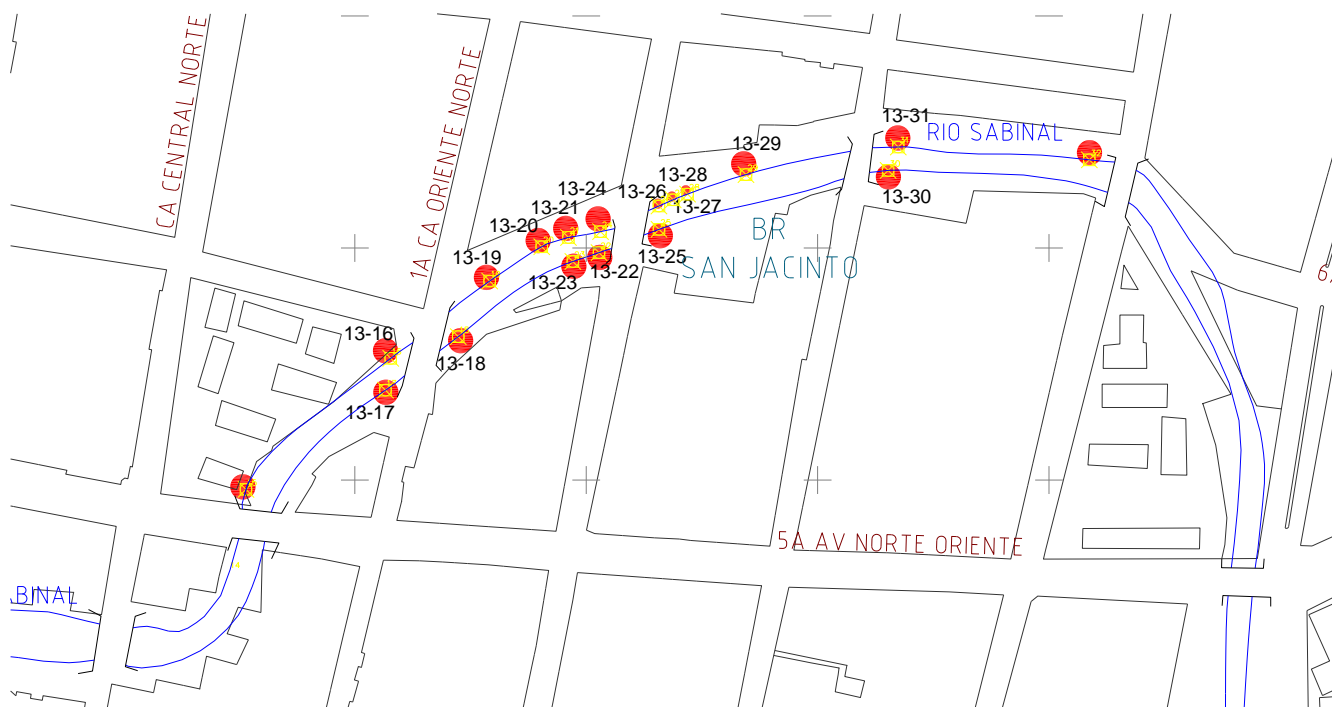 CA CENTRAL NORTE
1A CA ORIENTE NORTE
13-31
RIO SABINAL
13-29
13-28
13-26
13-24
13-27
13-30
13-21
13-20
BR
SAN JACINTO
13-25
13-22
13-23
13-19
13-16
13-18
13-17
5A AV NORTE ORIENTE
BINAL